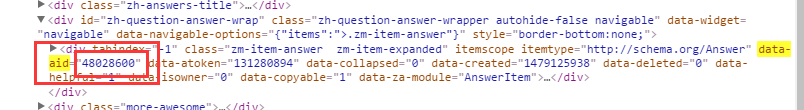 ▶<div class="zh-answers-title">…</div>
▼<div id="zh-question-answer-wrap" class="zh-question-answer-wrapper autohide-false navigable" data-widget=
"navigable" data-navigable-options="{"items":">.zm-item-answer"}" style="border-bottom:none;">
▶<div tabindex="-1" class="zm-item-answer  zm-item-expanded" itemscope itemtype="http://schema.org/Answer" data-
aid="48028600" data-atoken="131280894" data-collapsed="0" data-created="1479125938" data-deleted="0" data-
helpful="1" data-isowner="0" data-copyable="1" data-za-module="AnswerItem">…</div>
</div>
▶<div class="more-awesome">…</div>